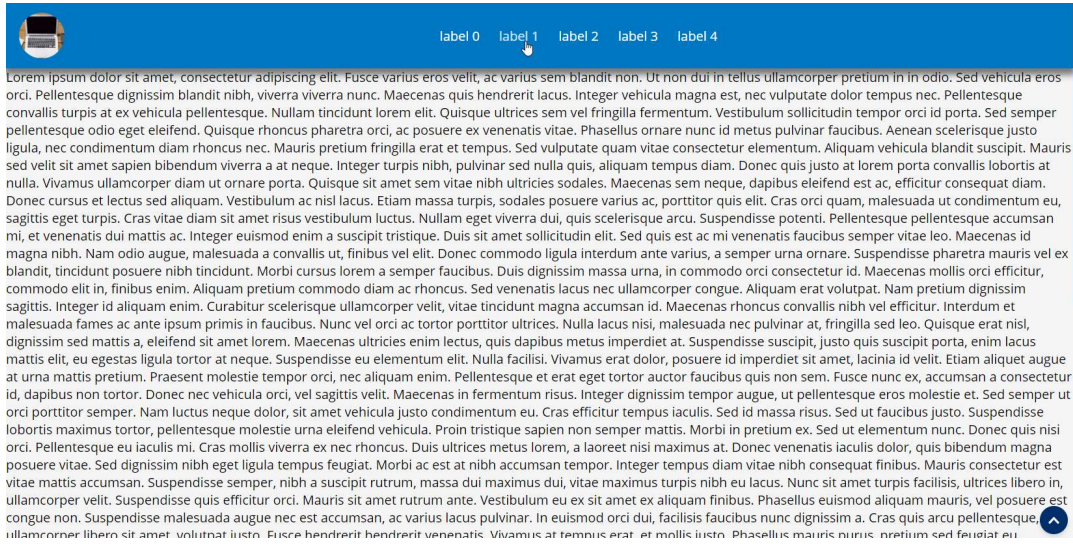 label 0 label 1 label 2 label 3 label 4
Lorem ipsum dolor sit amet, consectetur adipiscing elit. Fusce varius eros velit, ac varius sem blandit non. Ut non dui in tellus ullamcorper pretium in in odio. Sed vehicula eros
orci. Pellentesque dignissim blandit nibh, viverra viverra nunc. Maecenas quis hendrerit lacus. Integer vehicula magna est, nec vulputate dolor tempus nec. Pellentesque
convallis turpis at ex vehicula pellentesque. Nullam tincidunt lorem elit. Quisque ultrices sem vel fringilla fermentum. Vestibulum sollicitudin tempor orci id porta. Sed semper
pellentesque odio eget eleifend. Quisque rhoncus pharetra orci, ac posuere ex venenatis vitae. Phasellus ornare nunc id metus pulvinar faucibus. Aenean scelerisque justo
ligula, nec condimentum diam rhoncus nec. Mauris pretium fringilla erat et tempus. Sed vulputate quam vitae consectetur elementum. Aliquam vehicula blandit suscipit. Mauris
sed velit sit amet sapien bibendum viverra a at neque. Integer turpis nibh, pulvinar sed nulla quis, aliquam tempus diam. Donec quis justo at lorem porta convallis lobortis at
nulla. Vivamus ullamcorper diam ut ornare porta. Quisque sit amet sem vitae nibh ultricies sodales. Maecenas sem neque, dapibus eleifend est ac, efficitur consequat diam.
Donec cursus et lectus sed aliquam. Vestibulum ac nisl lacus. Etiam massa turpis, sodales posuere varius ac, porttitor quis elit. Cras orci quam, malesuada ut condimentum eu,
sagittis eget turpis. Cras vitae diam sit amet risus vestibulum luctus. Nullam eget viverra dui, quis scelerisque arcu. Suspendisse potenti. Pellentesque pellentesque accumsan
mi, et venenatis dui mattis ac. Integer euismod enim a suscipit tristique. Duis sit amet sollicitudin elit. Sed quis est ac mi venenatis faucibus semper vitae leo. Maecenas id
magna nibh. Nam odio augue, malesuada a convallis ut, finibus vel elit. Donec commodo ligula interdum ante varius, a semper urna ornare. Suspendisse pharetra mauris vel ex
blandit, tincidunt posuere nibh tincidunt. Morbi cursus lorem a semper faucibus. Duis dignissim massa urna, in commodo orci consectetur id. Maecenas mollis orci efficitur,
commodo elit in, finibus enim. Aliquam pretium commodo diam ac rhoncus. Sed venenatis lacus nec ullamcorper congue. Aliquam erat volutpat. Nam pretium dignissim
sagittis. Integer id aliquam enim. Curabitur scelerisque ullamcorper velit, vitae tincidunt magna accumsan id. Maecenas rhoncus convallis nibh vel efficitur. Interdum et
malesuada fames ac ante ipsum primis in faucibus. Nunc vel orci ac tortor porttitor ultrices. Nulla lacus nisi, malesuada nec pulvinar at, fringilla sed leo. Quisque erat nisl,
dignissim sed mattis a, eleifend sit amet lorem. Maecenas ultricies enim lectus, quis dapibus metus imperdiet at. Suspendisse suscipit, justo quis suscipit porta, enim lacus
mattis elit, eu egestas ligula tortor at neque. Suspendisse eu elementum elit. Nulla facilisi. Vivamus erat dolor, posuere id imperdiet sit amet, lacinia id velit. Etiam aliquet augue
at urna mattis pretium. Praesent molestie tempor orci, nec aliquam enim. Pellentesque et erat eget tortor auctor faucibus quis non sem. Fusce nunc ex, accumsan a consectetur
id, dapibus non tortor. Donec nec vehicula orci, vel sagittis velit. Maecenas in fermentum risus. Integer dignissim tempor augue, ut pellentesque eros molestie et. Sed semper ut
orci porttitor semper. Nam luctus neque dolor, sit amet vehicula justo condimentum eu. Cras efficitur tempus iaculis. Sed id massa risus. Sed ut faucibus justo. Suspendisse
lobortis maximus tortor, pellentesque molestie urna eleifend vehicula. Proin tristique sapien non semper mattis. Morbi in pretium ex. Sed ut elementum nunc. Donec quis nisi
orci. Pellentesque eu iaculis mi. Cras mollis viverra ex nec rhoncus. Duis ultrices metus lorem, a laoreet nisi maximus at. Donec venenatis iaculis dolor, quis bibendum magna
posuere vitae. Sed dignissim nibh eget ligula tempus feugiat. Morbi ac est at nibh accumsan tempor. Integer tempus diam vitae nibh consequat finibus. Mauris consectetur est
vitae mattis accumsan. Suspendisse semper, nibh a suscipit rutrum, massa dui maximus dui, vitae maximus turpis nibh eu lacus. Nunc sit amet turpis facilisis, ultrices libero in,
ullamcorper velit. Suspendisse quis efficitur orci. Mauris sit amet rutrum ante. Vestibulum eu ex sit amet ex aliquam finibus. Phasellus euismod aliquam mauris, vel posuere est
congue non. Suspendisse malesuada augue nec est accumsan, ac varius lacus pulvinar. In euismod orci dui, facilisis faucibus nunc dignissim a. Cras quis arcu pellentesque,
ullamcorper libero sit amet, volutpat justo. Fusce hendrerit hendrerit venenatis. Vivamus at tempus erat, et mollis justo. Phasellus mauris purus, pretium sed feugiat eu